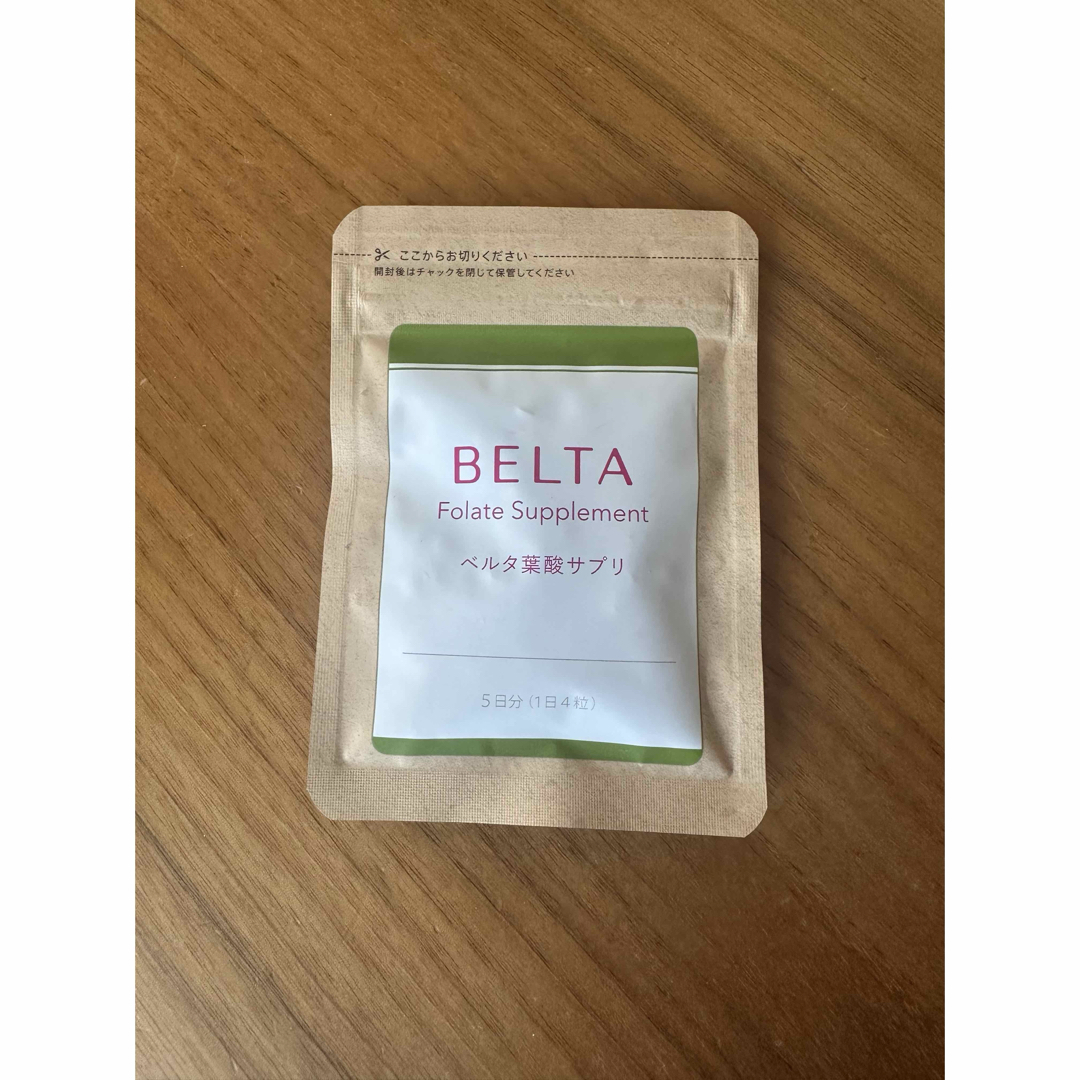 ここからお切りください
開封後はチャックを閉じて保管してください
BELTA
Folate Supplement
ベルタ葉酸サプリ
5日分(1日4粒)